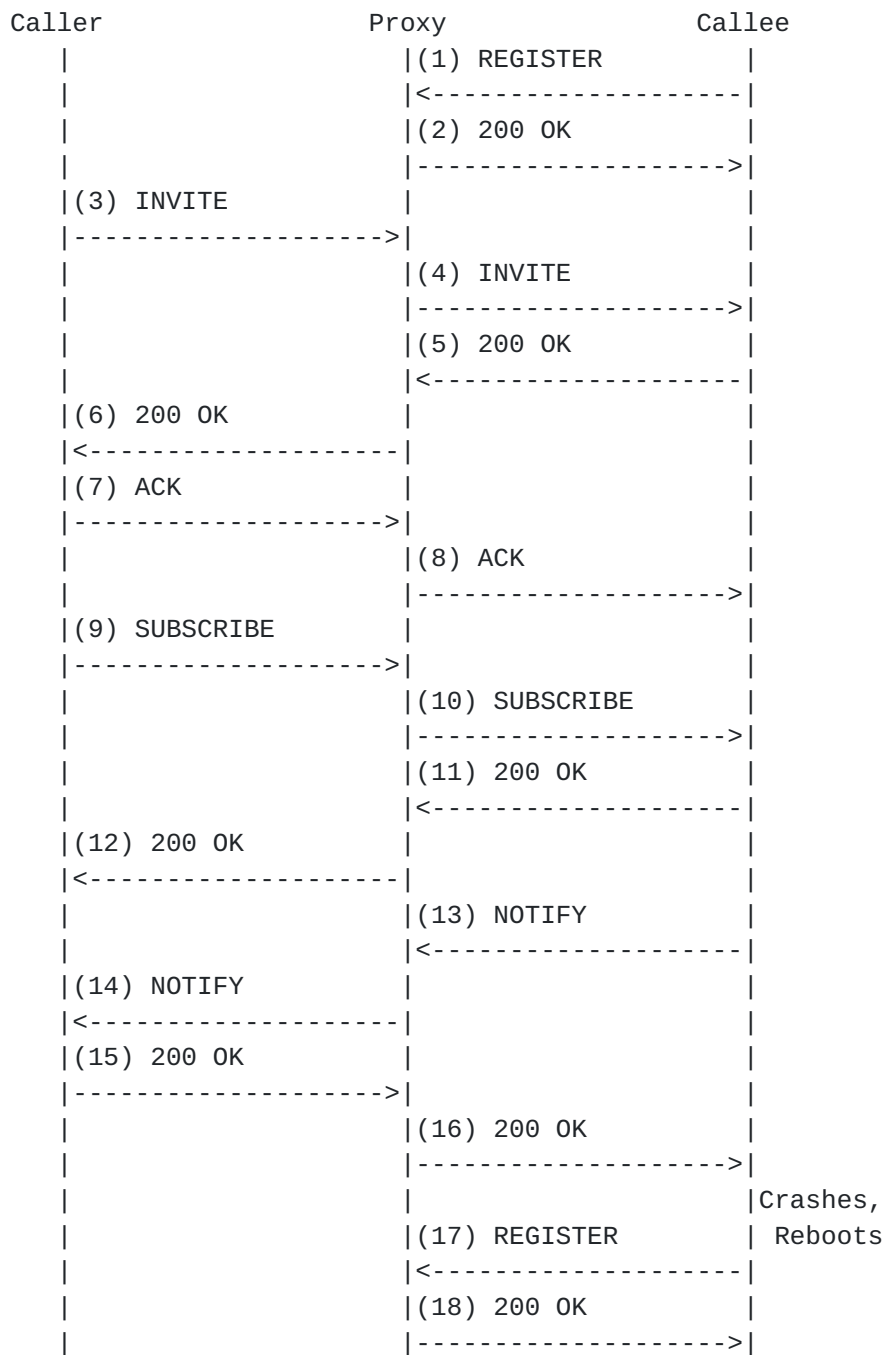 Caller Proxy Callee
(1) REGISTER
(2) 200 OK
(3) INVITE
(4) INVITE
(5) 200 OK
(6) 200 OK
(7) ACK
(8) ACK
(9) SUBSCRIBE
(10) SUBSCRIBE
(11) 200 OK
(12) 200 OK
(13) NOTIFY
(14) NOTIFY
(15) 200 OK
(16) 200 OK
Crashes,
(17) REGISTER Reboots
(18) 200 OK